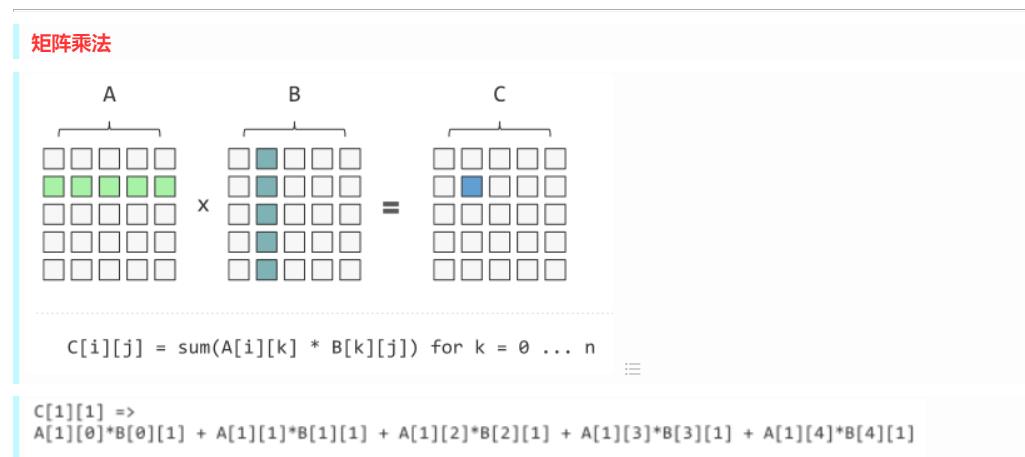 矩阵乘法
A B C
x =
C[i][j] = sum(A[i][k] * B[k][j]) for k = 0 ... n
C[1][1] =>
A[1][0]*B[0][1] + A[1][1]*B[1][1] + A[1][2]*B[2][1] + A[1][3]*B[3][1] + A[1][4]*B[4][1]